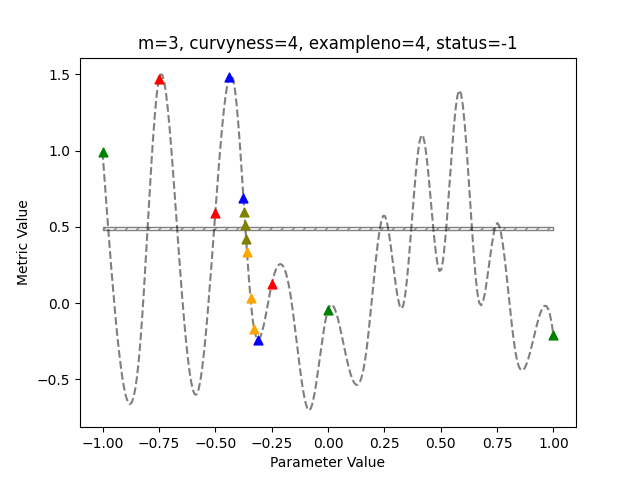 m=3, curvyness=4, exampleno=4, status=-1
Metric Value
1.5
1.0
0.5
0.0
−0.5
−1.00 −0.75 −0.50 −0.25 0.00 0.25 0.50 0.75 1.00
Parameter Value